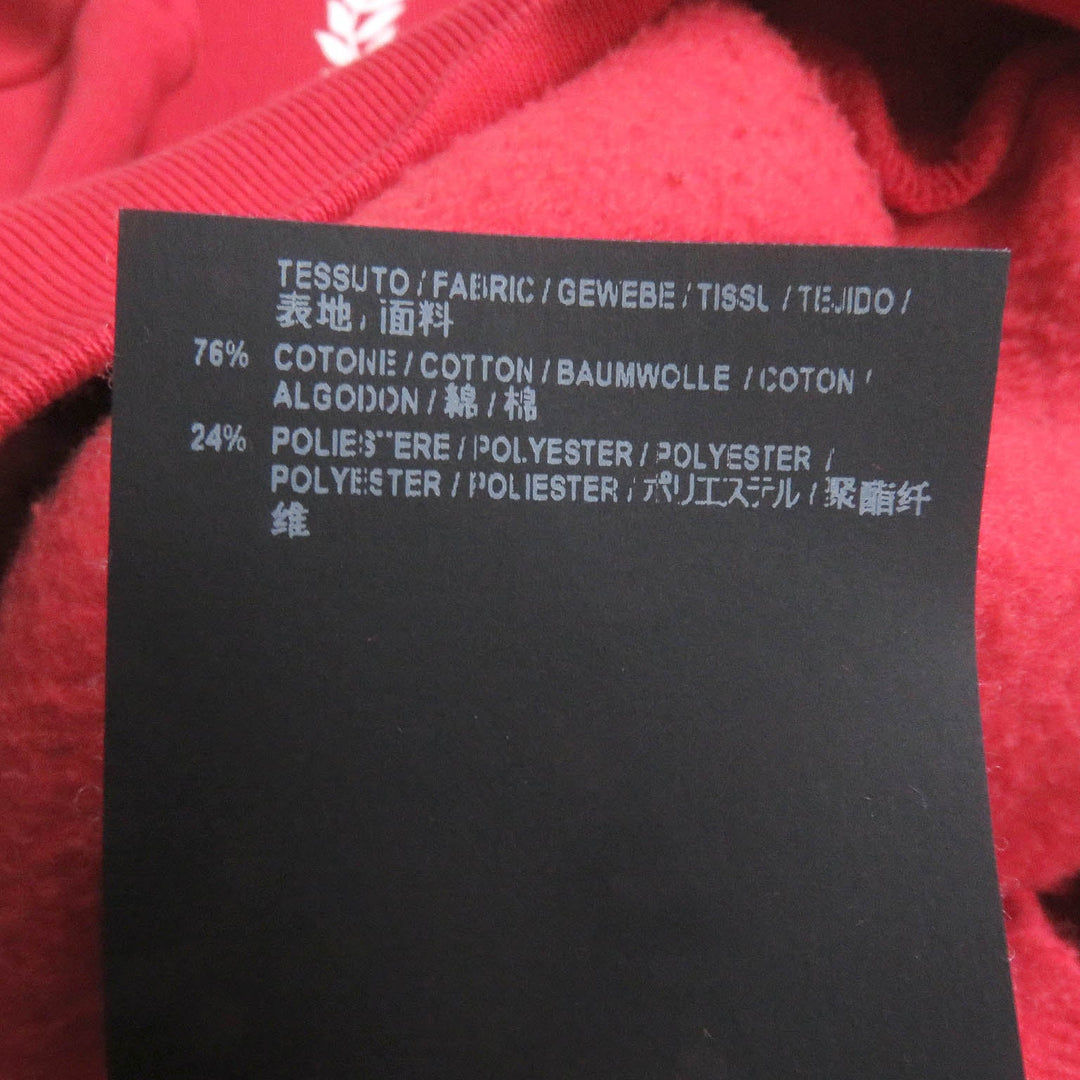 TESSUTO / FABRIC / GEWEBE / TISSU / TEJIDO /
表地 / 面料
76% COTONE / COTTON / BAUMWOLLE / COTON /
ALGODON / 綿 / 棉
24% POLIESTERE / POLYESTER / POLYESTER /
POLYESTER / POLIESTER / ポリエステル / 聚酯纤
维